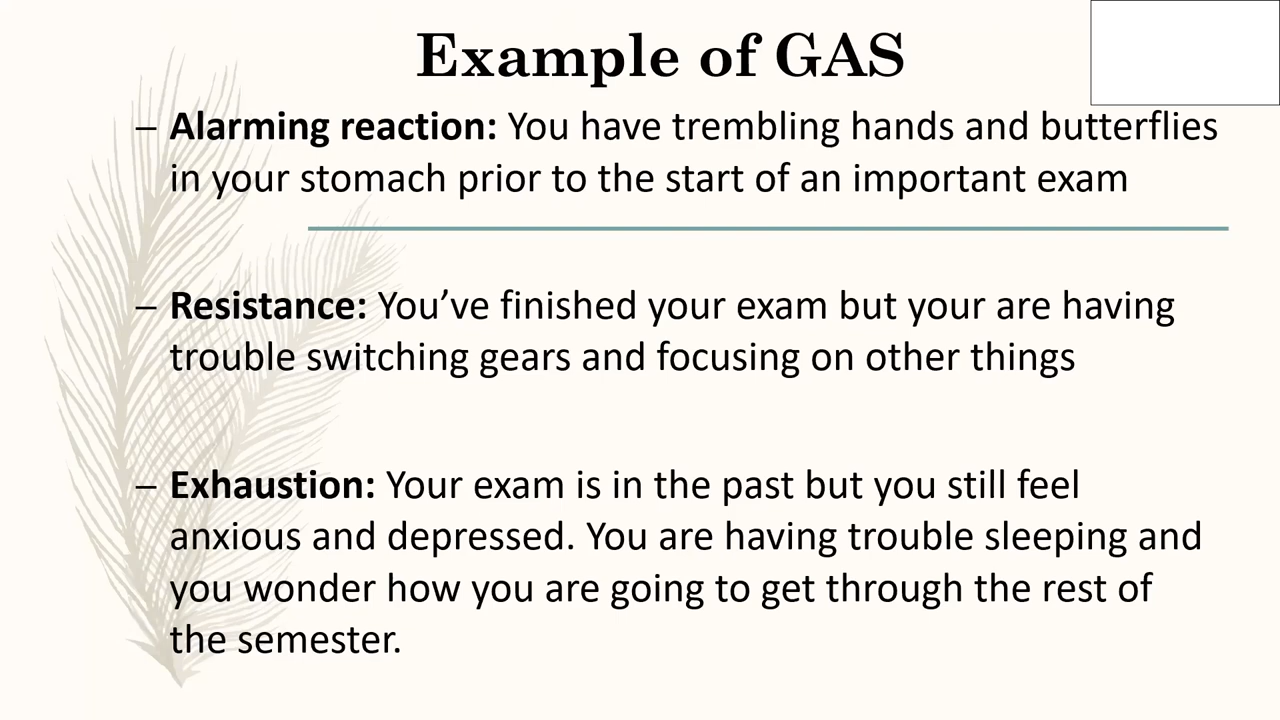 Example of GAS
– Alarming reaction: You have trembling hands and butterflies
in your stomach prior to the start of an important exam
– Resistance: You’ve finished your exam but your are having
trouble switching gears and focusing on other things
– Exhaustion: Your exam is in the past but you still feel
anxious and depressed. You are having trouble sleeping and
you wonder how you are going to get through the rest of
the semester.